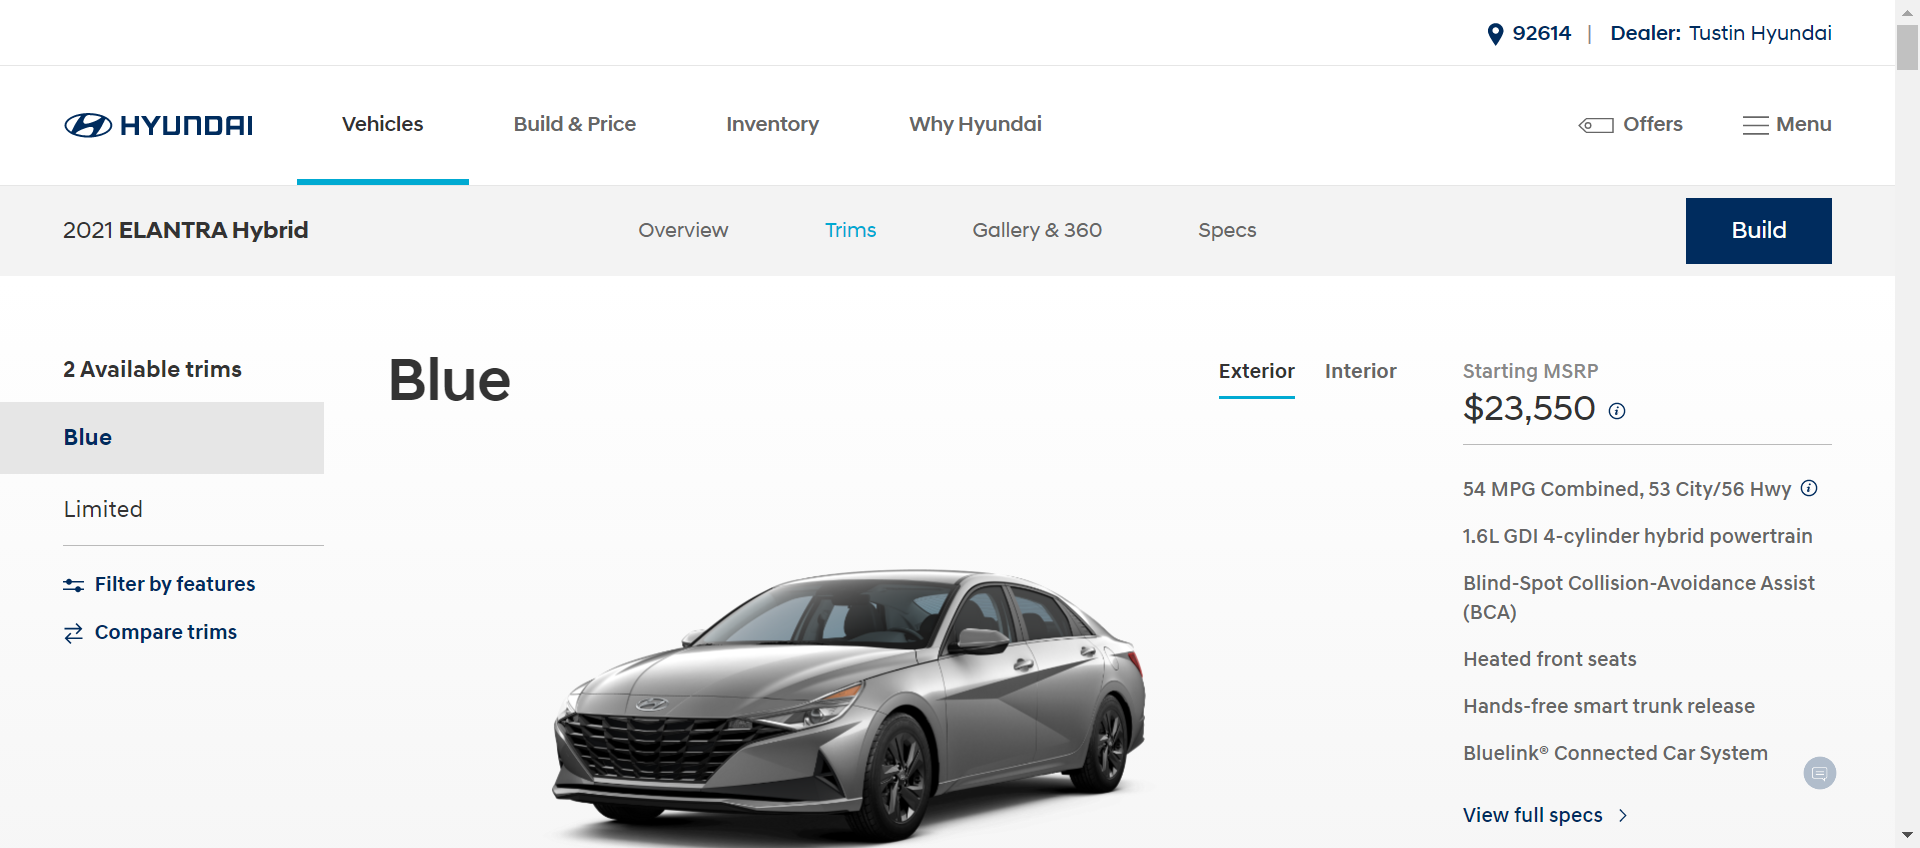 92614 | Dealer: Tustin Hyundai
HYUNDAI
Vehicles
Build & Price
Inventory
Why Hyundai
Offers
Menu
2021 ELANTRA Hybrid
Overview
Trims
Gallery & 360
Specs
Build
2 Available trims
Blue
Limited
Filter by features
Compare trims
Blue
Exterior
Interior
Starting MSRP
$23,550
54 MPG Combined, 53 City/56 Hwy
1.6L GDI 4-cylinder hybrid powertrain
Blind-Spot Collision-Avoidance Assist
(BCA)
Heated front seats
Hands-free smart trunk release
Bluelink® Connected Car System
View full specs